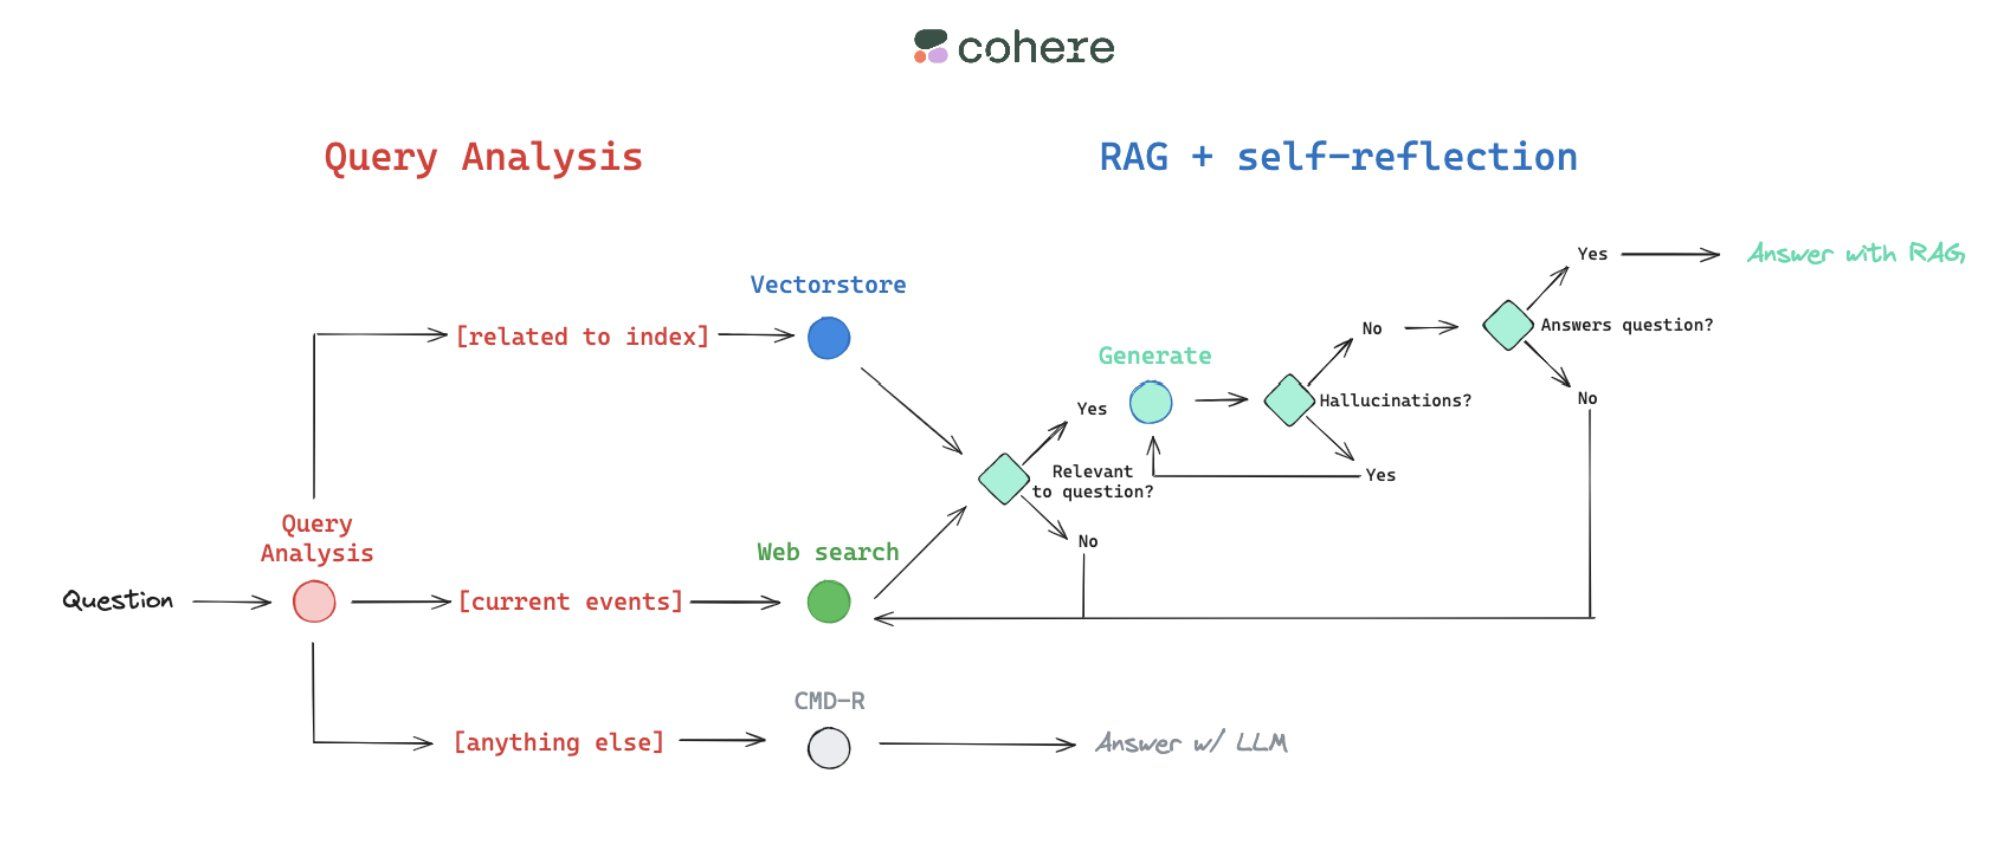 cohere
Query Analysis
RAG + self-reflection
Yes
Answer with RAG
Vectorstore
Answers question?
No
[related to index]
Generate
No
Hallucinations?
Yes
Yes
Relevant
to question?
No
Query
Analysis
Web search
Question
[current events]
CMD-R
[anything else]
Answer w/ LLM